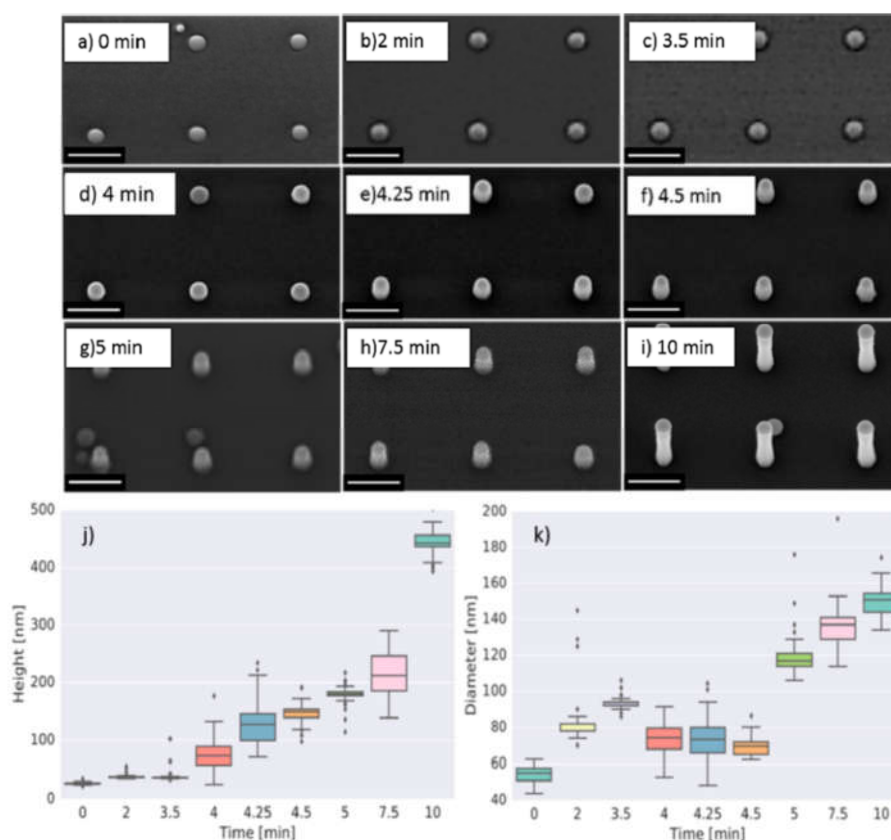 a) 0 min
b)2 min
c) 3.5 min
d) 4 min
e)4.25 min
f) 4.5 min
g)5 min
h)7.5 min
i) 10 min
j)
500
400
300
200
100
0
Height [nm]
0 2 3.5 4 4.25 4.5 5 7.5 10
Time [min]
k)
200
180
160
140
120
100
80
60
40
Diameter [nm]
0 2 3.5 4 4.25 4.5 5 7.5 10
Time [min]